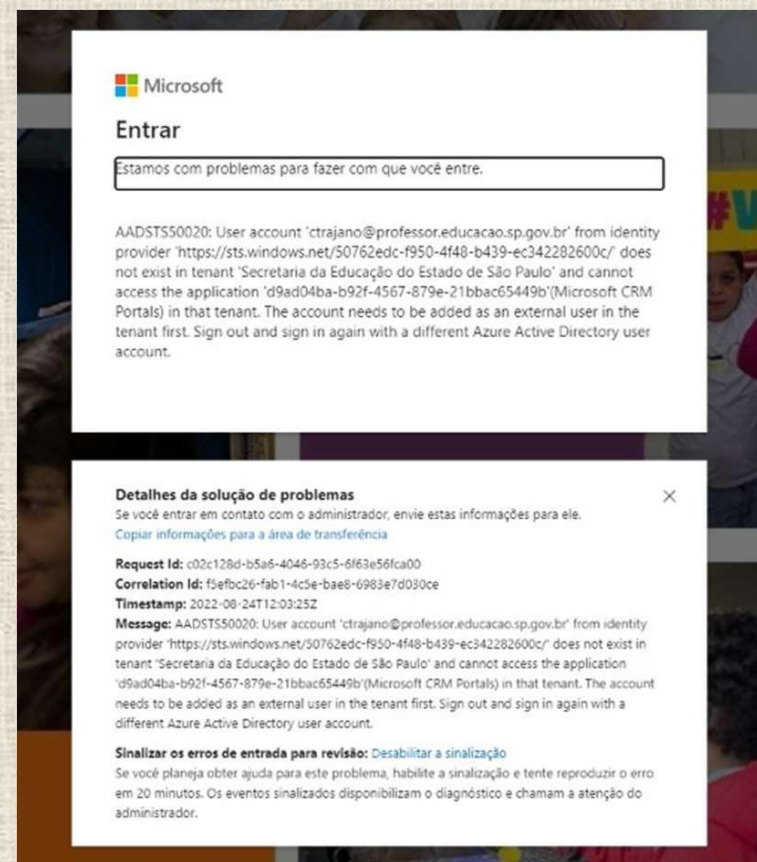 Microsoft
Entrar
Estamos com problemas para fazer com que você entre.
AADSTS50020: User account 'ctrajano@professor.educacao.sp.gov.br' from identity
provider 'https://sts.windows.net/50762edc-f950-4f48-b439-ec342282600c/' does
not exist in tenant 'Secretaria da Educação do Estado de São Paulo' and cannot
access the application 'd9ad04ba-b92f-4567-879e-21bbac65449b'(Microsoft CRM
Portals) in that tenant. The account needs to be added as an external user in the
tenant first. Sign out and sign in again with a different Azure Active Directory user
account.
Detalhes da solução de problemas
Se você entrar em contato com o administrador, envie estas informações para ele.
Copiar informações para a área de transferência
Request Id: c02c128d-b5a6-4046-93c5-6f63e56fca00
Correlation Id: f5efbc26-fab1-4c5e-bae8-6983e7d030ce
Timestamp: 2022-08-24T12:03:25Z
Message: AADSTS50020: User account 'ctrajano@professor.educacao.sp.gov.br' from identity
provider 'https://sts.windows.net/50762edc-f950-4f48-b439-ec342282600c/' does not exist in
tenant 'Secretaria da Educação do Estado de São Paulo' and cannot access the application
'd9ad04ba-b92f-4567-879e-21bbac65449b'(Microsoft CRM Portals) in that tenant. The account
needs to be added as an external user in the tenant first. Sign out and sign in again with a
different Azure Active Directory user account.
Sinalizar os erros de entrada para revisão: Desabilitar a sinalização
Se você planeja obter ajuda para este problema, habilite a sinalização e tente reproduzir o erro
em 20 minutos. Os eventos sinalizados disponibilizam o diagnóstico e chamam a atenção do
administrador.